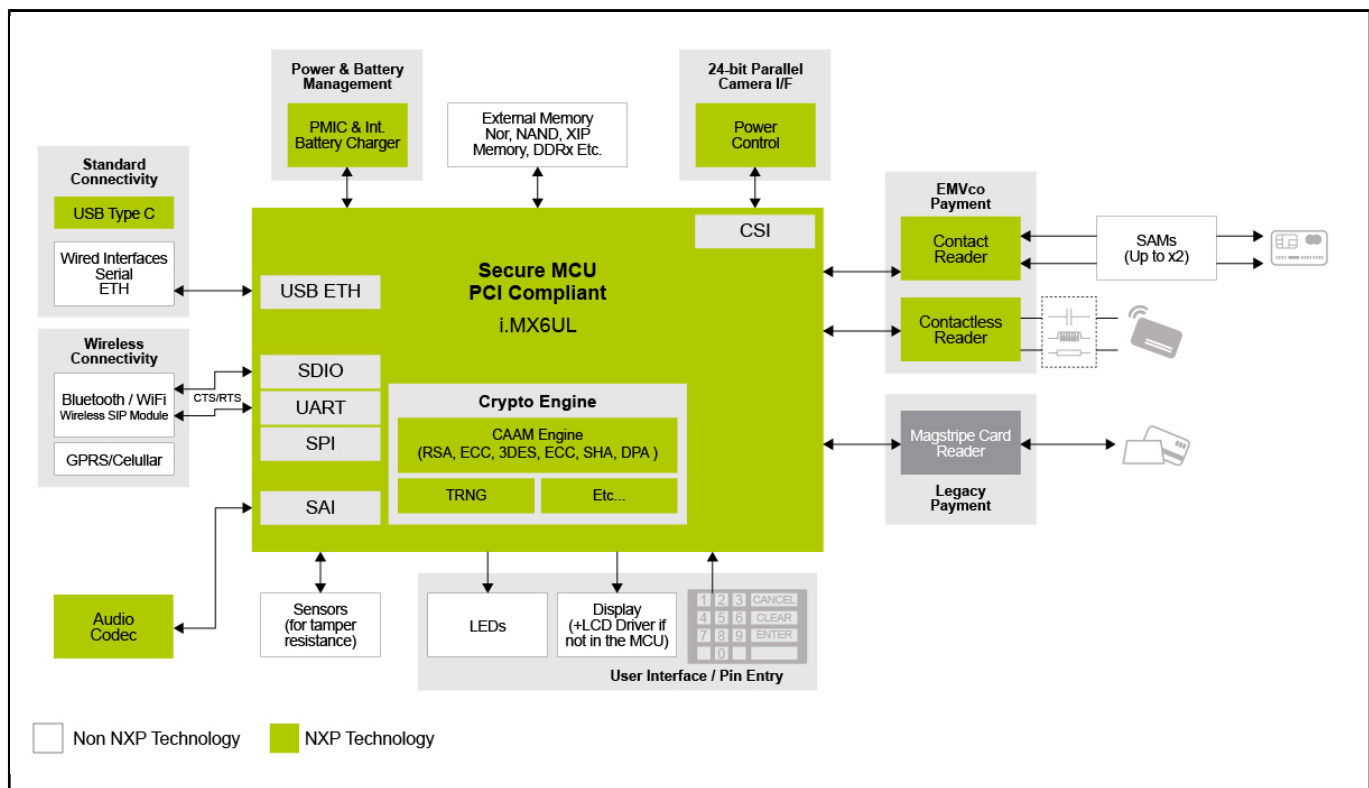 Power & Battery
Management
PMIC & Int.
Battery Charger
External Memory
Nor, NAND, XIP
Memory, DDRx Etc.
24-bit Parallel
Camera I/F
Power
Control
Standard
Connectivity
USB Type C
Wired Interfaces
Serial
ETH
Wireless
Connectivity
Bluetooth / WiFi
Wireless SIP Module
GPRS/Celullar
CTS/RTS
Audio
Codec
CSI
Secure MCU
PCI Compliant
i.MX6UL
USB ETH
SDIO
UART
SPI
SAI
Crypto Engine
CAAM Engine
(RSA, ECC, 3DES, ECC, SHA, DPA )
TRNG
Etc...
EMVco
Payment
Contact
Reader
SAMs
(Up to x2)
Contactless
Reader
Magstripe Card
Reader
Legacy
Payment
Sensors
(for tamper
resistance)
LEDs
Display
(+LCD Driver if
not in the MCU)
1 2 3 CANCEL
4 5 6 CLEAR
7 8 9 ENTER
0
User Interface / Pin Entry
Non NXP Technology
NXP Technology